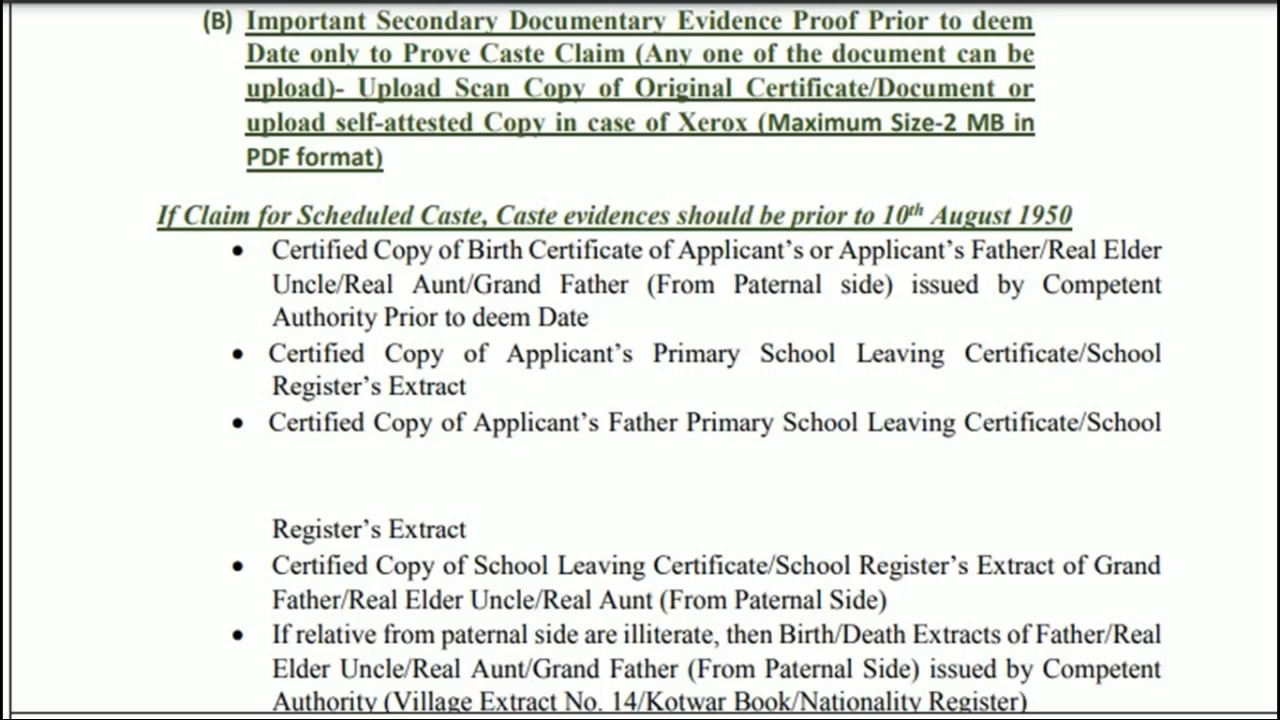 (B) Important Secondary Documentary Evidence Proof Prior to deem
Date only to Prove Caste Claim (Any one of the document can be
upload)- Upload Scan Copy of Original Certificate/Document or
upload self-attested Copy in case of Xerox (Maximum Size-2 MB in
PDF format)
If Claim for Scheduled Caste, Caste evidences should be prior to 10th August 1950
• Certified Copy of Birth Certificate of Applicant's or Applicant's Father/Real Elder
Uncle/Real Aunt/Grand Father (From Paternal side) issued by Competent
Authority Prior to deem Date
• Certified Copy of Applicant's Primary School Leaving Certificate/School
Register's Extract
• Certified Copy of Applicant's Father Primary School Leaving Certificate/School
Register's Extract
• Certified Copy of School Leaving Certificate/School Register's Extract of Grand
Father/Real Elder Uncle/Real Aunt (From Paternal Side)
• If relative from paternal side are illiterate, then Birth/Death Extracts of Father/Real
Elder Uncle/Real Aunt/Grand Father (From Paternal Side) issued by Competent
Authority (Village Extract No. 14/Kotwar Book/Nationality Register)